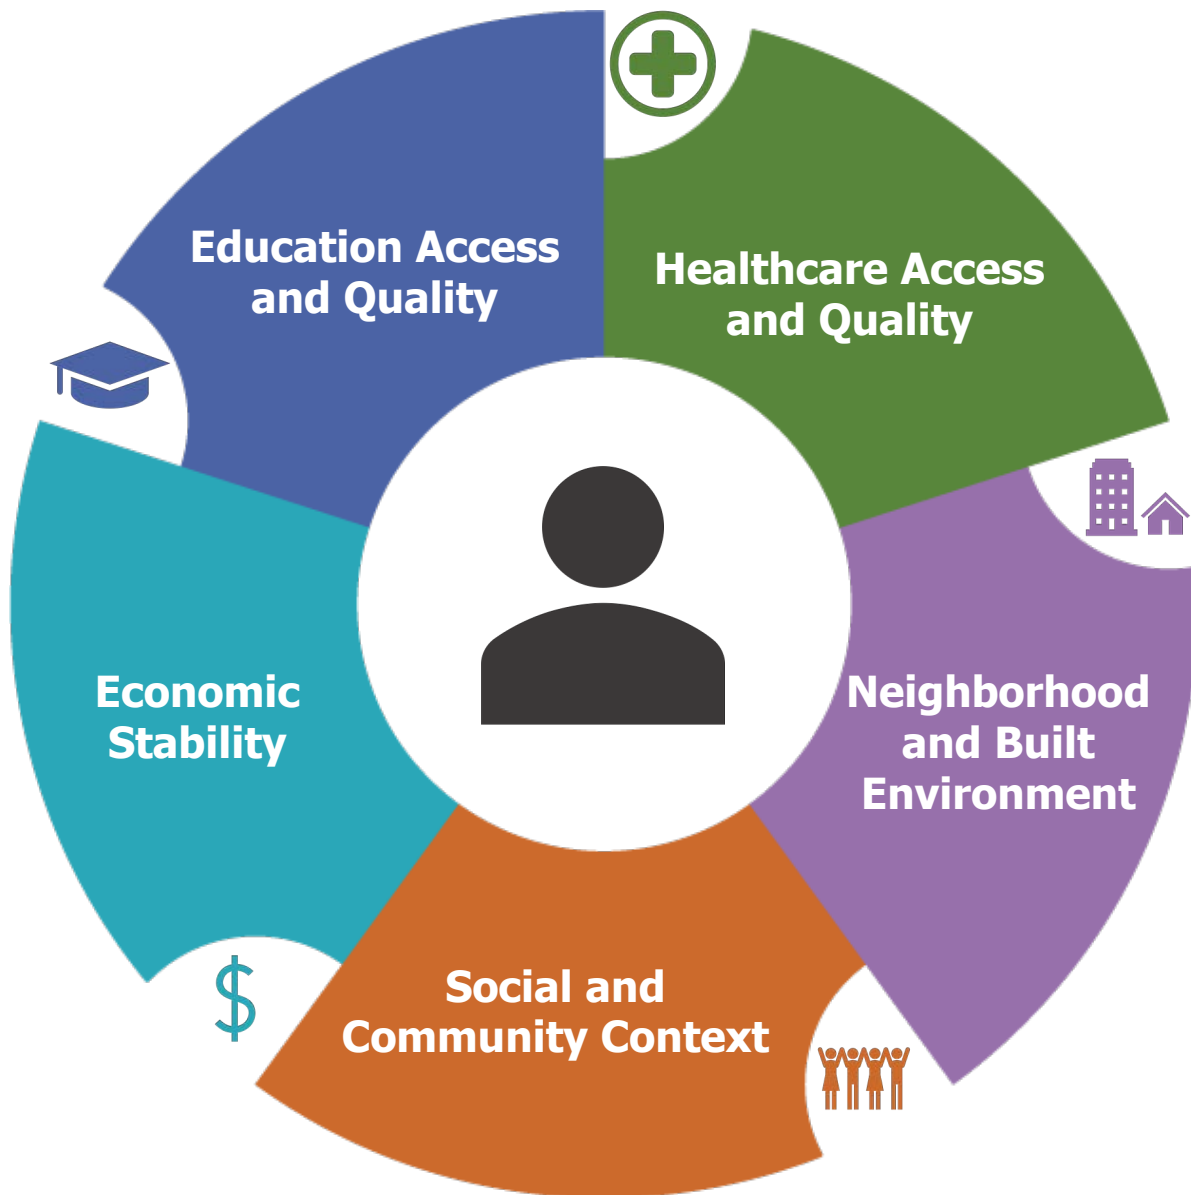 Education Access
and Quality
Healthcare Access
and Quality
Economic
Stability
Neighborhood
and Built
Environment
Social and
Community Context